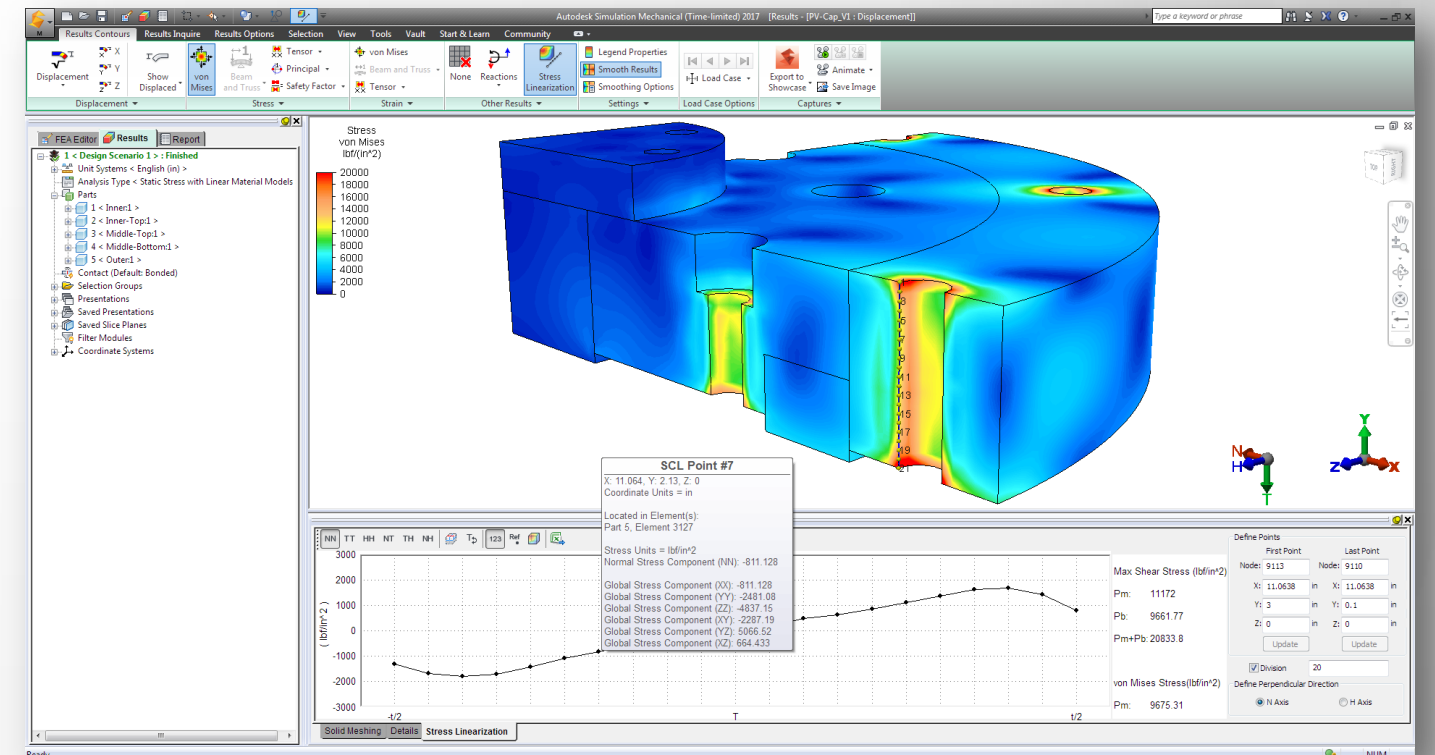 Autodesk Simulation Mechanical (Time-limited) 2017 [Results - [PV-Cap_V1 : Displacement]]
Type a keyword or phrase
M
Results Contours Results Inquire Results Options Selection View Tools Vault Start & Learn Community
Displacement
X
Y
Z
Show Displaced
von Mises
Beam and Truss
Tensor
Principal
Safety Factor
von Mises
Beam and Truss
Tensor
None
Reactions
Stress Linearization
Legend Properties
Smooth Results
Smoothing Options
Load Case
Export to Showcase
Animate
Save Image
Displacement Stress Strain Other Results Settings Load Case Options Captures
FEA Editor Results Report
1 < Design Scenario 1 > : Finished
Unit Systems < English (in) >
Analysis Type < Static Stress with Linear Material Models
Parts
1 < Inner:1 >
2 < Inner-Top:1 >
3 < Middle-Top:1 >
4 < Middle-Bottom:1 >
5 < Outer:1 >
Contact (Default: Bonded)
Selection Groups
Presentations
Saved Presentations
Saved Slice Planes
Filter Modules
Coordinate Systems
Stress
von Mises
lbf/(in^2)
20000
18000
16000
14000
12000
10000
8000
6000
4000
2000
0
11
13
15
17
19
21
RIGHT
N
H
T
Y
Z
X
SCL Point #7
X: 11.064, Y: 2.13, Z: 0
Coordinate Units = in
Located in Element(s):
Part 5, Element 3127
Stress Units = lbf/in^2
Normal Stress Component (NN): -811.128
Global Stress Component (XX): -811.128
Global Stress Component (YY): -2481.08
Global Stress Component (ZZ): -4837.15
Global Stress Component (XY): -2287.19
Global Stress Component (YZ): 5066.52
Global Stress Component (XZ): 664.433
NN TT HH NT TH NH 123 Ref
3000
2000
1000
0
-1000
-2000
-3000
( lbf/in^2 )
-t/2 T t/2
Max Shear Stress (lbf/in^2)
Pm: 11172
Pb: 9661.77
Pm+Pb: 20833.8
von Mises Stress(lbf/in^2)
Pm: 9675.31
Define Points
First Point Last Point
Node: 9113 Node: 9110
X: 11.0638 in X: 11.0638 in
Y: 3 in Y: 0.1 in
Z: 0 in Z: 0 in
Update Update
Division 20
Define Perpendicular Direction
N Axis H Axis
Solid Meshing Details Stress Linearization
Ready
NUM